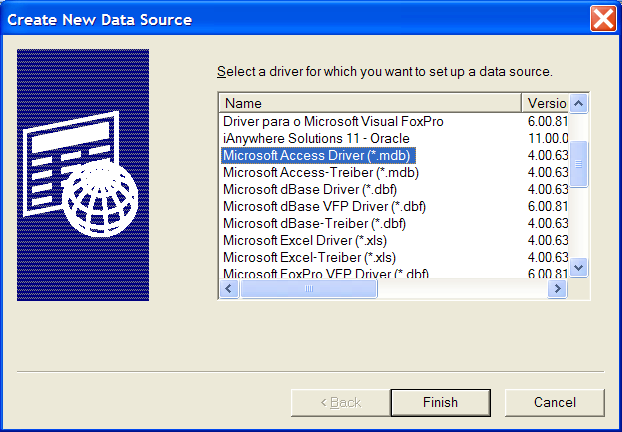 Create New Data Source
Select a driver for which you want to set up a data source.
Name Versio
Driver para o Microsoft Visual FoxPro 6.00.81
iAnywhere Solutions 11 - Oracle 11.00.0
Microsoft Access Driver (*.mdb) 4.00.63
Microsoft Access-Treiber (*.mdb) 4.00.63
Microsoft dBase Driver (*.dbf) 4.00.63
Microsoft dBase VFP Driver (*.dbf) 6.00.81
Microsoft dBase-Treiber (*.dbf) 4.00.63
Microsoft Excel Driver (*.xls) 4.00.63
Microsoft Excel-Treiber (*.xls) 4.00.63
Microsoft FoxPro VFP Driver (*.dbf) 6.00.81
< Back Finish Cancel